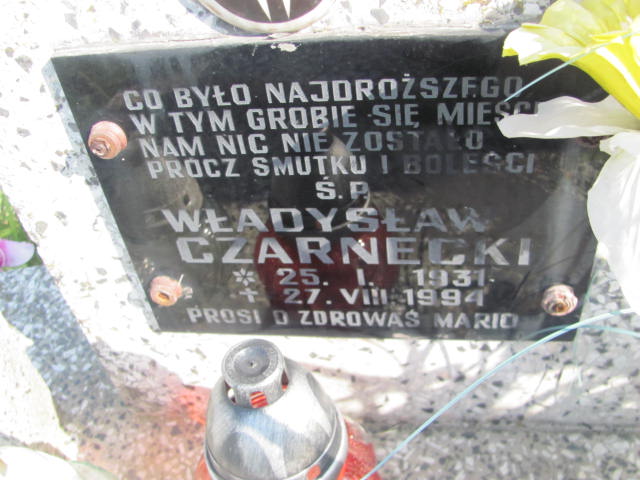 CO BYŁO NAJDROŻSZEGO
W TYM GROBIE SIĘ MIEŚCI
NAM NIC NIE ZOSTAŁO
PRÓCZ SMUTKU I BOLEŚCI
Ś.P.
WŁADYSŁAW
CZARNECKI
* 25. I. 1931
✝ 27. VIII 1994
PROSI O ZDROWAŚ MARIO